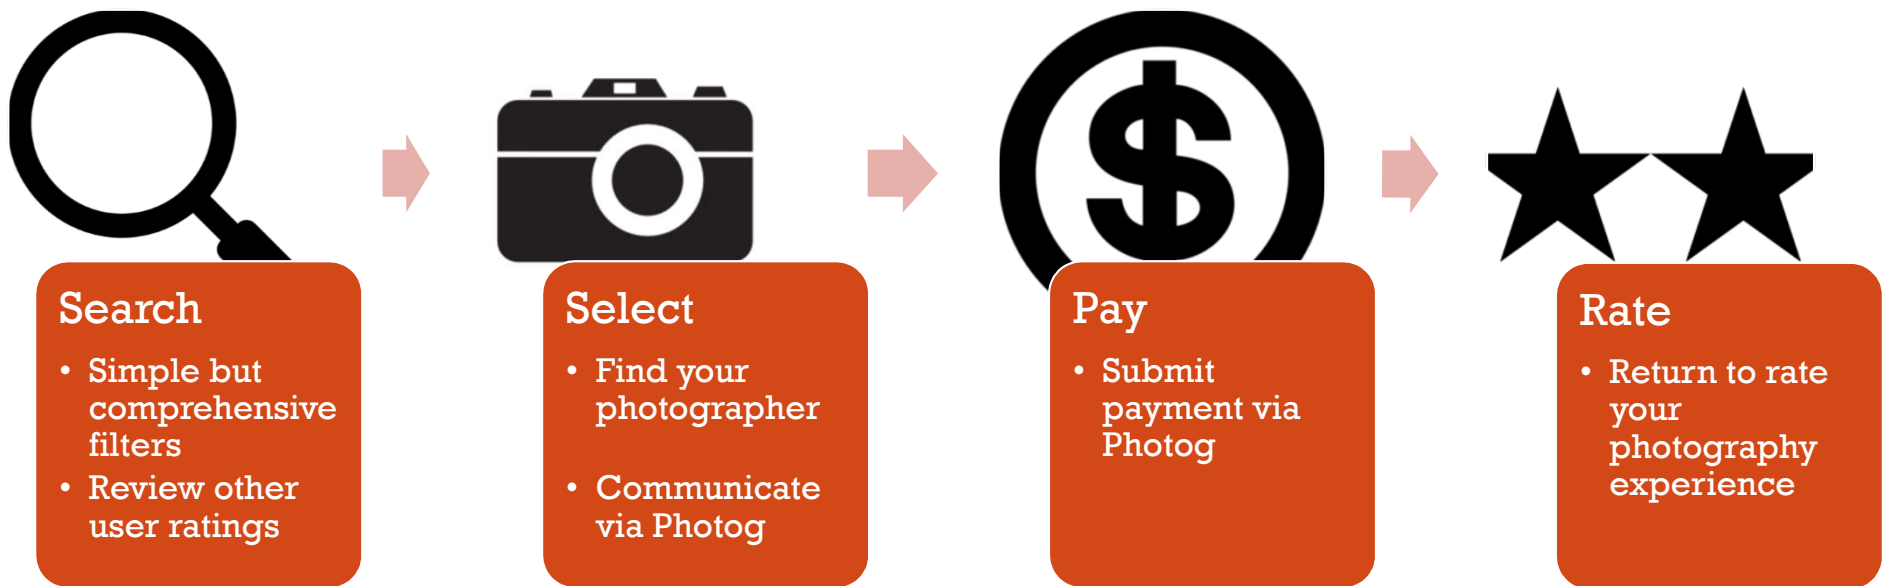 Search
• Simple but
comprehensive
filters
• Review other
user ratings
Select
• Find your
photographer
• Communicate
via Photog
Pay
• Submit
payment via
Photog
Rate
• Return to rate
your
photography
experience